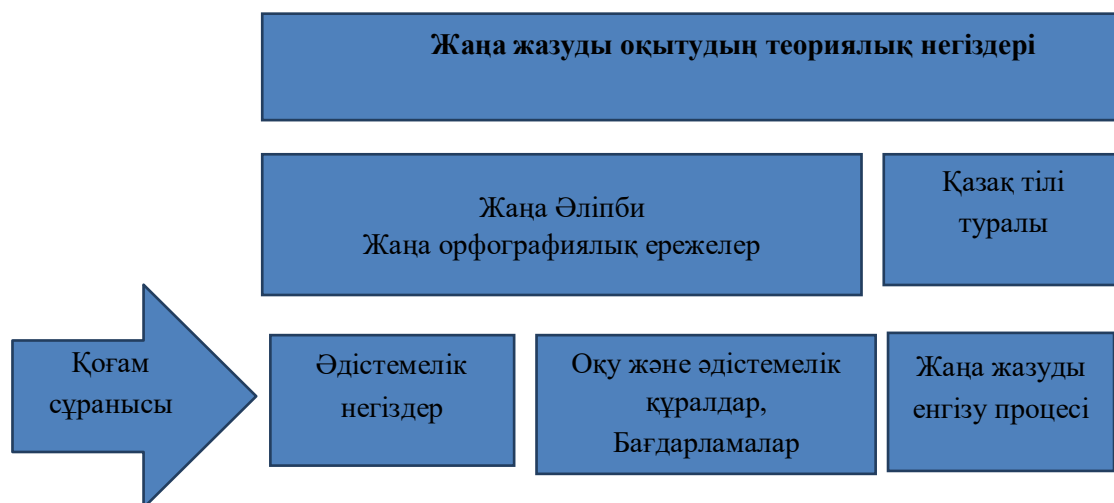 Жаңа жазуды оқытудың теориялық негіздері
Жаңа Әліпби
Жаңа орфографиялық ережелер
Қазақ тілі
туралы
Қоғам
сұранысы
Әдістемелік
негіздер
Оқу және әдістемелік
құралдар,
Бағдарламалар
Жаңа жазуды
енгізу процесі